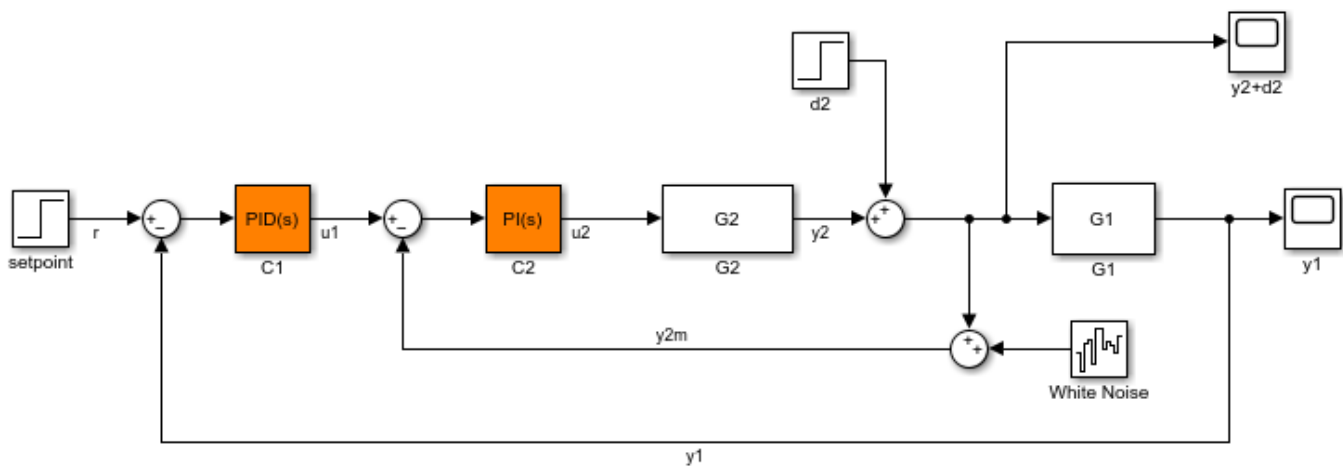 d2
y2+d2
setpoint
r
PID(s)
C1
u1
PI(s)
C2
u2
G2
G2
y2
G1
G1
y1
y2m
White Noise
y1